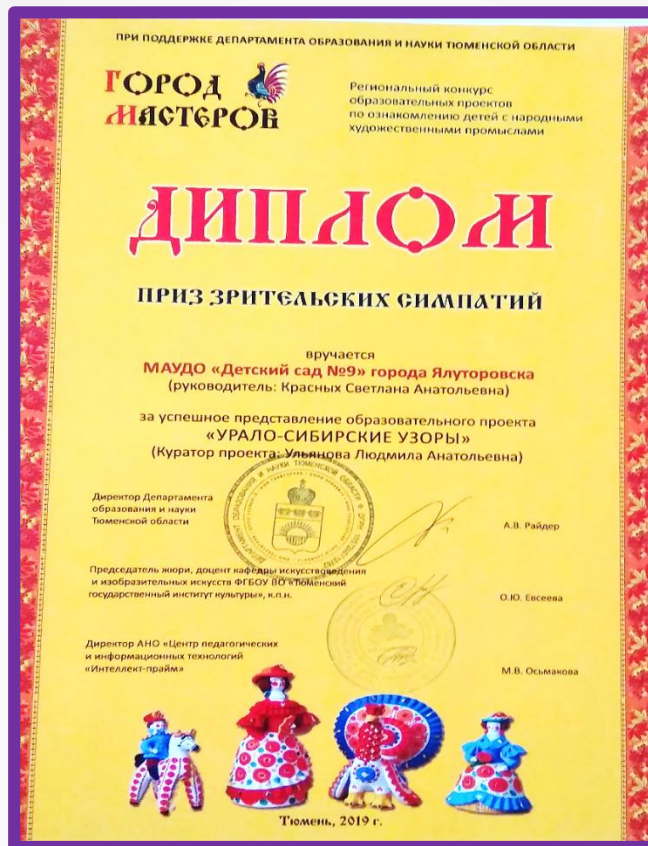 ПРИ ПОДДЕРЖКЕ ДЕПАРТАМЕНТА ОБРАЗОВАНИЯ И НАУКИ ТЮМЕНСКОЙ ОБЛАСТИ
ГОРОД
МАСТЕРОВ
Региональный конкурс
образовательных проектов
по ознакомлению детей с народными
художественными промыслами
ДИПЛОМ
ПРИЗ ЗРИТЕЛЬСКИХ СИМПАТИЙ
вручается
МАУДО «Детский сад №9» города Ялуторовска
(руководитель: Красных Светлана Анатольевна)
за успешное представление образовательного проекта
«УРАЛО-СИБИРСКИЕ УЗОРЫ»
(Куратор проекта: Ульянова Людмила Анатольевна)
Директор Департамента
образования и науки
Тюменской области
А.В. Райдер
Председатель жюри, доцент кафедры искусствоведения
и изобразительных искусств ФГБОУ ВО «Тюменский
государственный институт культуры», к.п.н.
О.Ю. Евсеева
Директор АНО «Центр педагогических
и информационных технологий
«Интеллект-прайм»
М.В. Осьмакова
Тюмень, 2019 г.